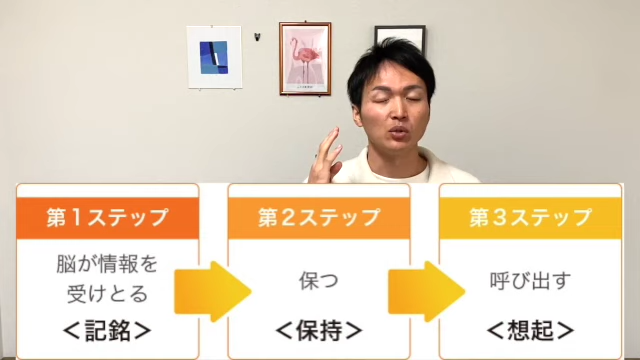 第1ステップ
脳が情報を
受けとる
＜記銘＞
第2ステップ
保つ
＜保持＞
第3ステップ
呼び出す
＜想起＞